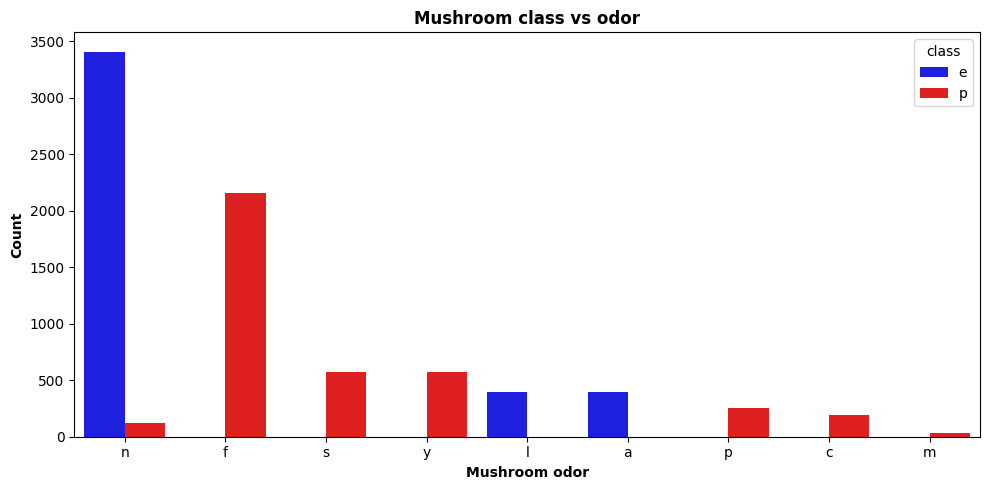 Mushroom class vs odor
class
e
p
Count
3500
3000
2500
2000
1500
1000
500
0
n f s y l a p c m
Mushroom odor